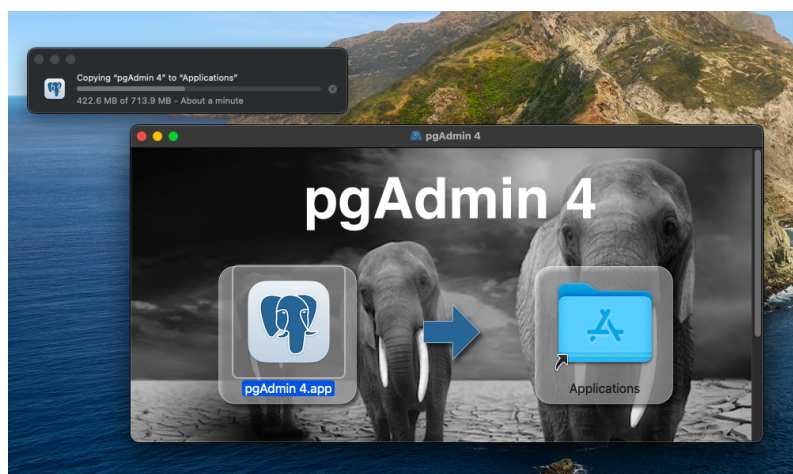 Copying “pgAdmin 4” to “Applications”
422.6 MB of 713.9 MB - About a minute
pgAdmin 4
pgAdmin 4
pgAdmin 4.app
Applications